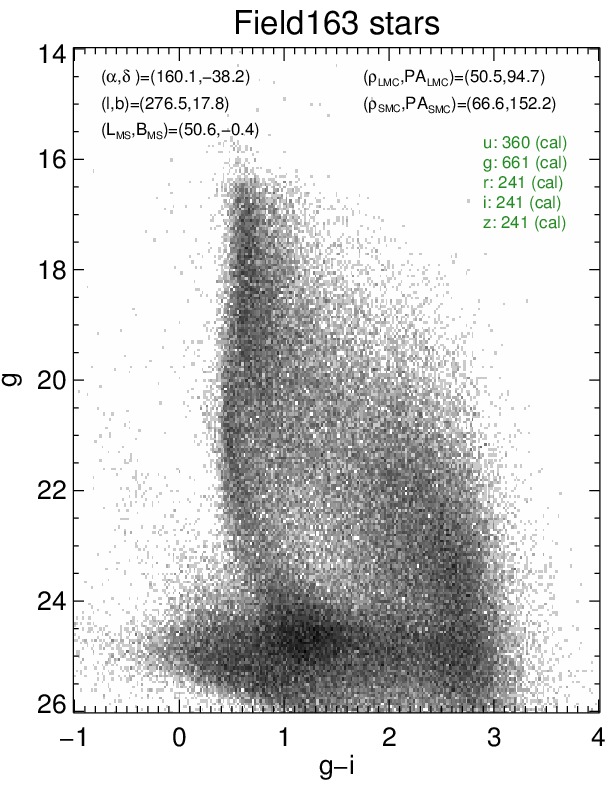 Field163 stars
(α,δ )=(160.1,−38.2)
(ρLMC,PALMC)=(50.5,94.7)
(l,b)=(276.5,17.8)
(ρSMC,PASMC)=(66.6,152.2)
(LMS,BMS)=(50.6,−0.4)
u: 360 (cal)
g: 661 (cal)
r: 241 (cal)
i: 241 (cal)
z: 241 (cal)
14
16
18
20
22
24
26
g
−1 0 1 2 3 4
g−i